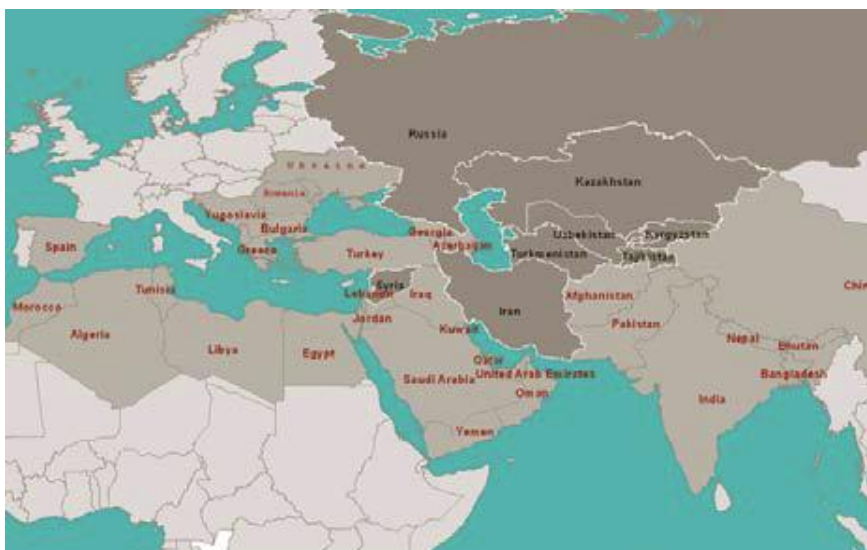 Russia
Ukraine
Kazakhstan
Romania
Yugoslavia
Bulgaria
Georgia
Uzbekistan
Kyrgyzstan
Spain
Greece
Turkey
Azerbaijan
Turkmenistan
Tajikistan
Tunisia
Syria
Chin
Lebanon
Iraq
Afghanistan
Morocco
Iran
Jordan
Pakistan
Algeria
Kuwait
Nepal
Bhutan
Libya
Egypt
Qatar
Saudi Arabia
United Arab Emirates
Bangladesh
Oman
India
Yemen